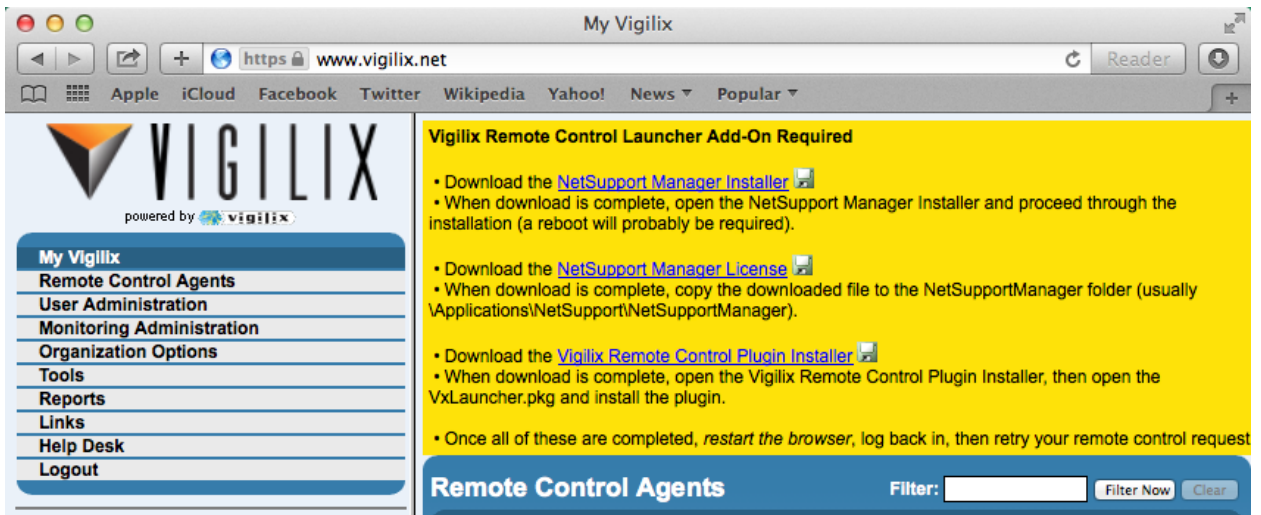 My Vigilix
https www.vigilix.net
Reader
Apple iCloud Facebook Twitter Wikipedia Yahoo! News Popular
VIGILIX
powered by vigilix
My Vigilix
Remote Control Agents
User Administration
Monitoring Administration
Organization Options
Tools
Reports
Links
Help Desk
Logout
Vigilix Remote Control Launcher Add-On Required
• Download the NetSupport Manager Installer
• When download is complete, open the NetSupport Manager Installer and proceed through the
installation (a reboot will probably be required).
• Download the NetSupport Manager License
• When download is complete, copy the downloaded file to the NetSupportManager folder (usually
\Applications\NetSupport\NetSupportManager).
• Download the Vigilix Remote Control Plugin Installer
• When download is complete, open the Vigilix Remote Control Plugin Installer, then open the
VxLauncher.pkg and install the plugin.
• Once all of these are completed, restart the browser, log back in, then retry your remote control request
Remote Control Agents
Filter: Filter Now Clear